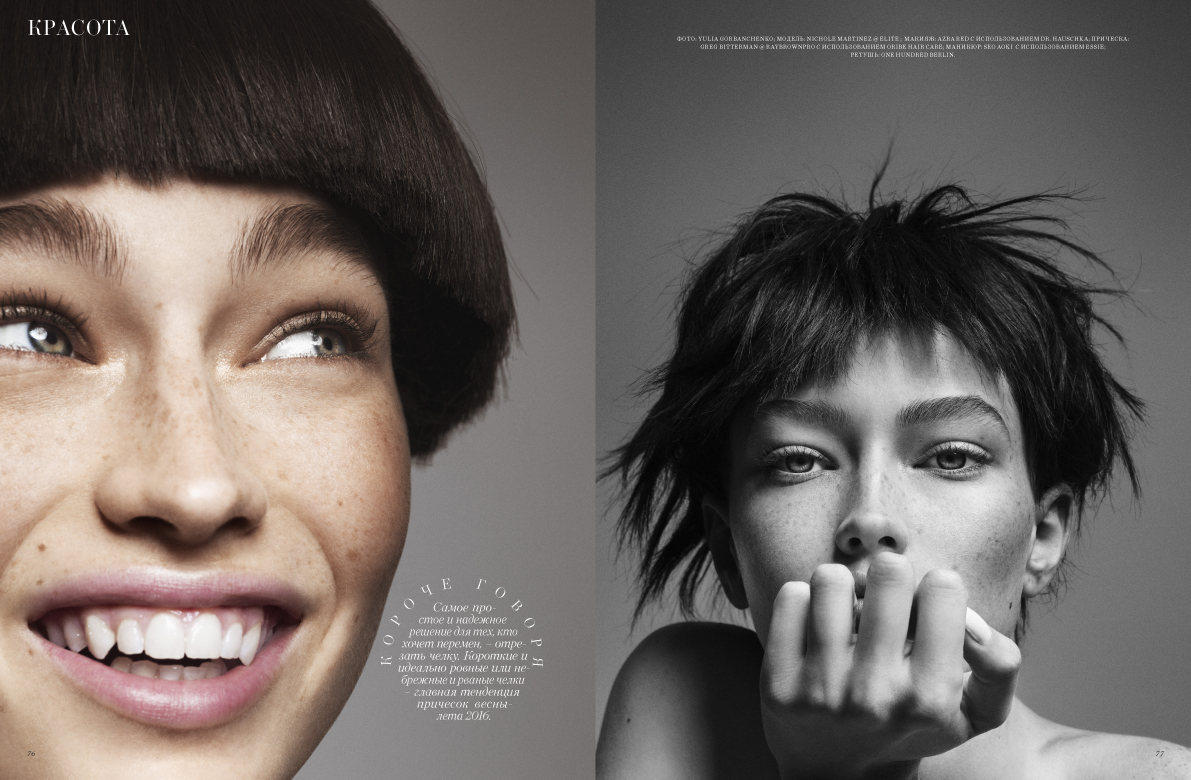 КРАСОТА
ФОТО: YULIA GORBANCHENKO; МОДЕЛЬ: NICHOLE MARTINEZ @ ELITE; МАКИЯЖ: AZRA RED С ИСПОЛЬЗОВАНИЕМ DR. HAUSCHKA; ПРИЧЕСКА:
GREG BITTERMAN @ RAYBROWNPRO С ИСПОЛЬЗОВАНИЕМ ORIBE HAIR CARE; МАНИКЮР: SEO AOKI С ИСПОЛЬЗОВАНИЕМ ESSIE;
РЕТУШЬ: ONE HUNDRED BERLIN.
КОРОЧЕ ГОВОРЯ
Самое про-
стое и надежное
решение для тех, кто
хочет перемен, – отре-
зать челку. Короткие и
идеально ровные или не-
брежные и рваные челки
– главная тенденция
причесок весны-
лета 2016.
76
77